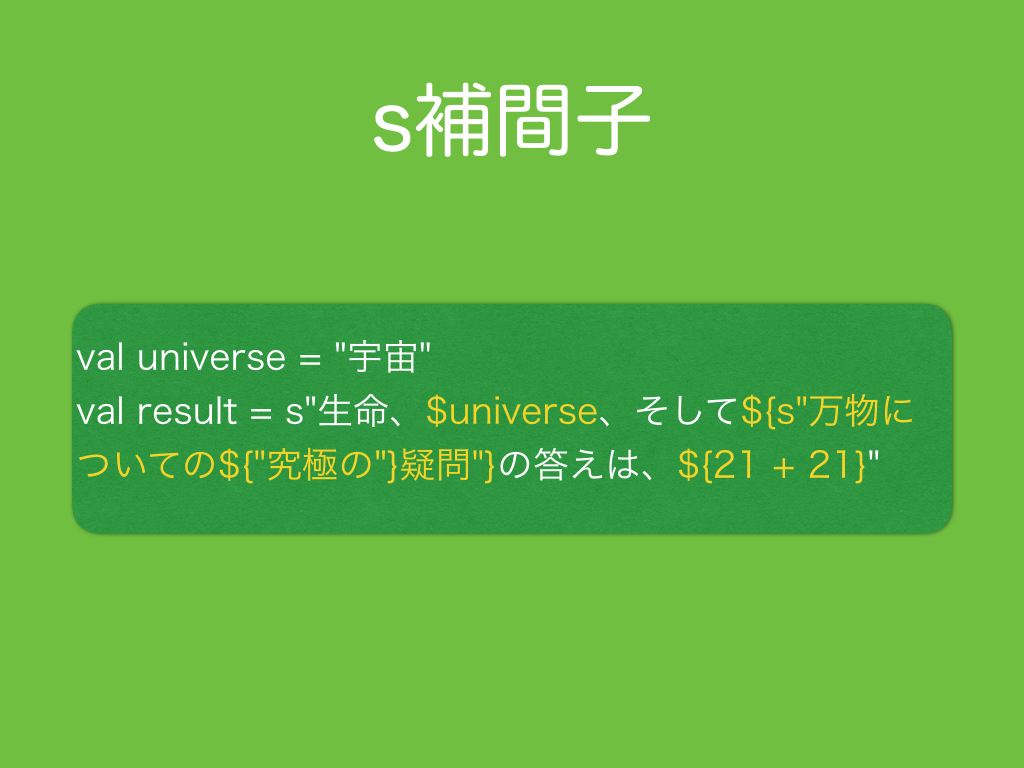 s補間子
val universe = "宇宙"
val result = s"生命、$universe、そして${s"万物に
ついての${"究極の"}疑問"}の答えは、${21 + 21}"